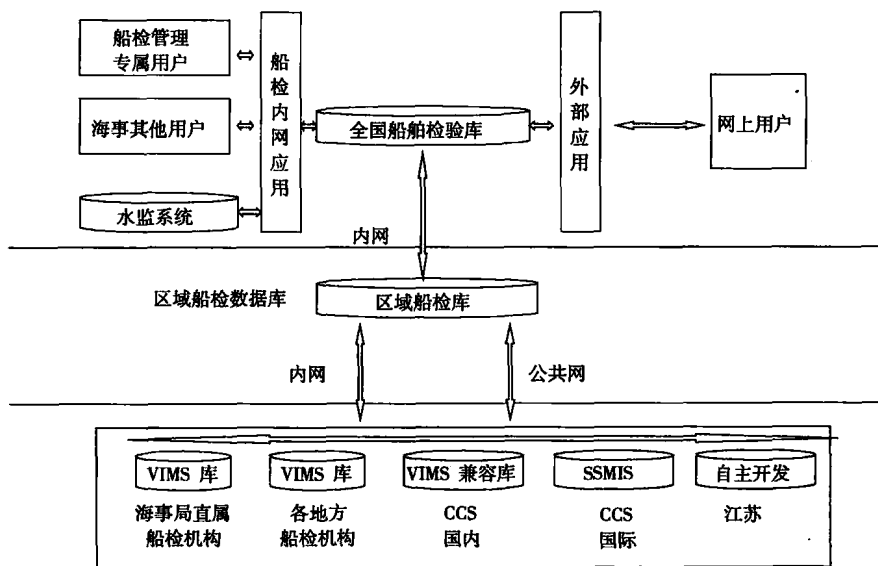 船检管理
专属用户
海事其他用户
水监系统
船检内网应用
全国船舶检验库
外部应用
网上用户
内网
区域船检数据库
区域船检库
内网
公共网
VIMS 库
VIMS 库
VIMS 兼容库
SSMIS
自主开发
海事局直属
船检机构
各地方
船检机构
CCS
国内
CCS
国际
江苏